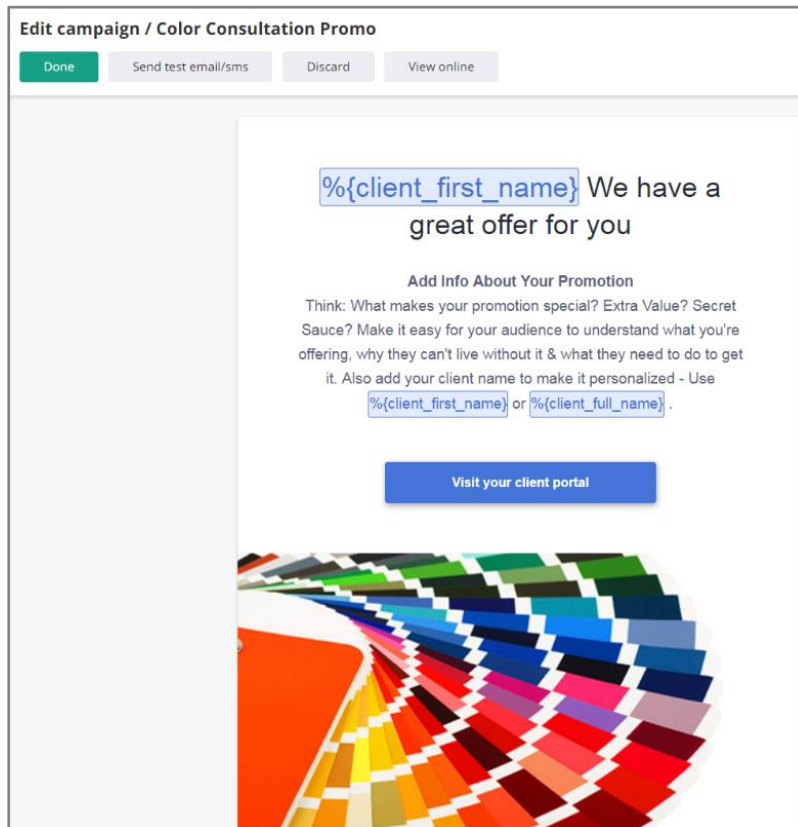 Edit campaign / Color Consultation Promo
Done Send test email/sms Discard View online
%{client_first_name} We have a
great offer for you
Add Info About Your Promotion
Think: What makes your promotion special? Extra Value? Secret
Sauce? Make it easy for your audience to understand what you're
offering, why they can't live without it & what they need to do to get
it. Also add your client name to make it personalized - Use
%{client_first_name} or %{client_full_name} .
Visit your client portal